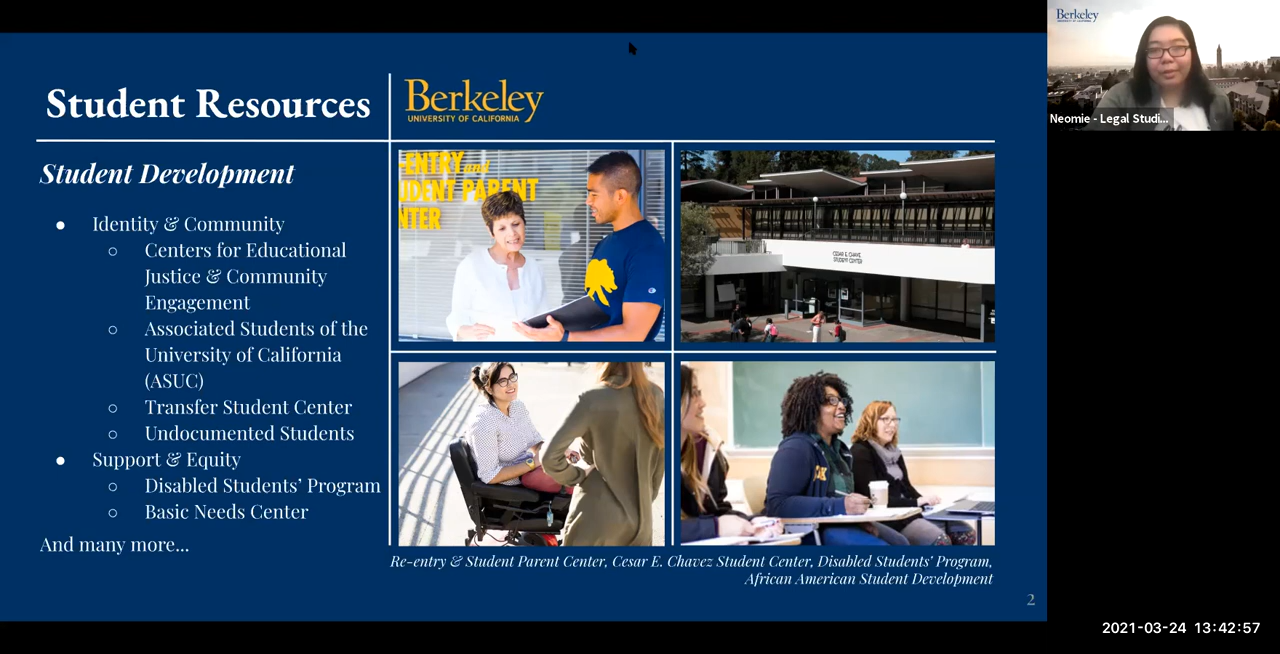 Student Resources
Berkeley
UNIVERSITY OF CALIFORNIA
Student Development
● Identity & Community
○ Centers for Educational
Justice & Community
Engagement
○ Associated Students of the
University of California
(ASUC)
○ Transfer Student Center
○ Undocumented Students
● Support & Equity
○ Disabled Students' Program
○ Basic Needs Center
And many more...
-ENTRY and
UDENT PARENT
NTER
STUDENT CENTER
Re-entry & Student Parent Center, Cesar E. Chavez Student Center, Disabled Students' Program,
African American Student Development
2
Berkeley
Neomie - Legal Studi...
2021-03-24 13:42:57